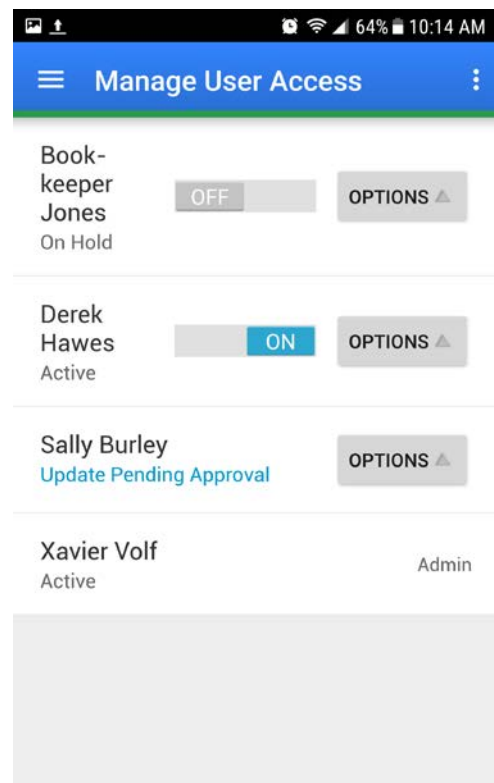 64% 10:14 AM
Manage User Access
Book-
keeper
Jones
On Hold
OFF
OPTIONS
Derek
Hawes
Active
ON
OPTIONS
Sally Burley
Update Pending Approval
OPTIONS
Xavier Volf
Active
Admin